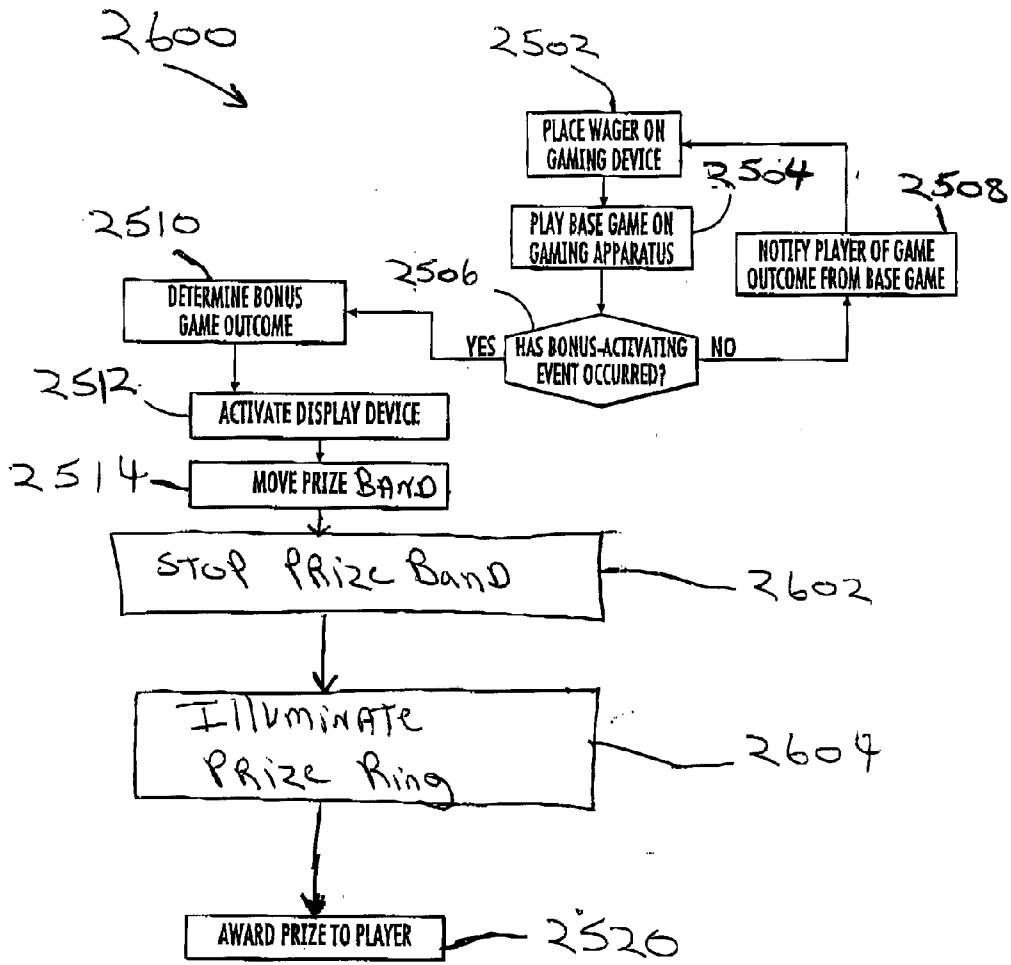 2600
2502
PLACE WAGER ON
GAMING DEVICE
2504
PLAY BASE GAME ON
GAMING APPARATUS
2508
NOTIFY PLAYER OF GAME
OUTCOME FROM BASE GAME
2506
HAS BONUS-ACTIVATING
EVENT OCCURRED?
YES
NO
2510
DETERMINE BONUS
GAME OUTCOME
2512
ACTIVATE DISPLAY DEVICE
2514
MOVE PRIZE BAND
STOP PRize BanD
2602
IllumiNATe
PRize Ring
2604
AWARD PRIZE TO PLAYER
2520